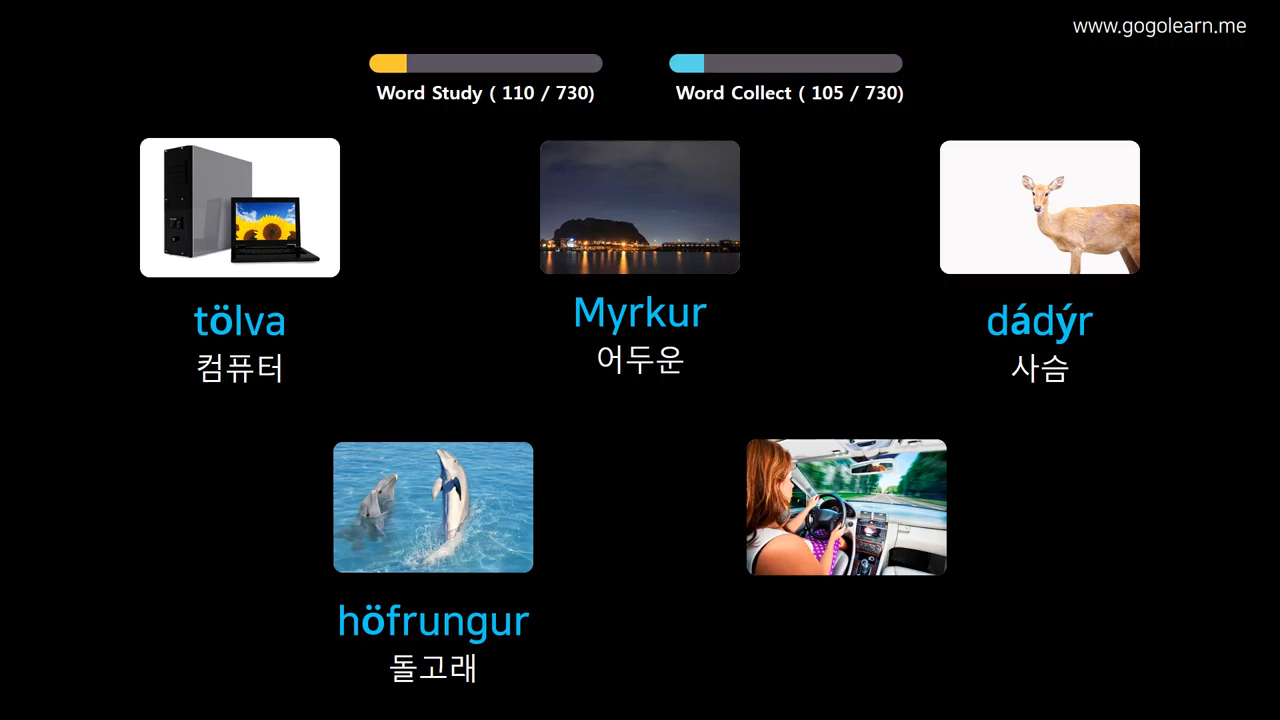 www.gogolearn.me
Word Study ( 110 / 730)
Word Collect ( 105 / 730)
tölva
컴퓨터
Myrkur
어두운
dádýr
사슴
höfrungur
돌고래